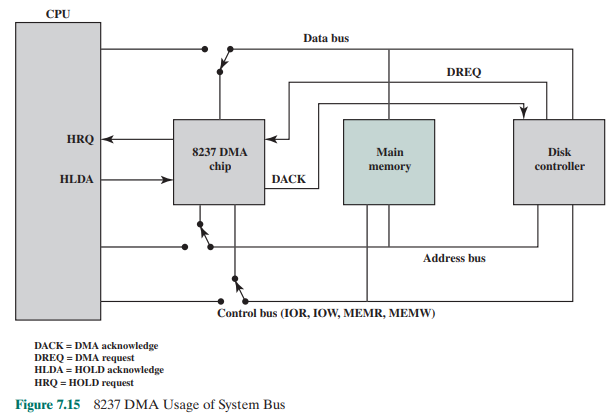 CPU
Data bus
DREQ
HRQ
8237 DMA
chip
Main
memory
Disk
controller
HLDA
DACK
Address bus
Control bus (IOR, IOW, MEMR, MEMW)
DACK = DMA acknowledge
DREQ = DMA request
HLDA = HOLD acknowledge
HRQ = HOLD request
Figure 7.15 8237 DMA Usage of System Bus